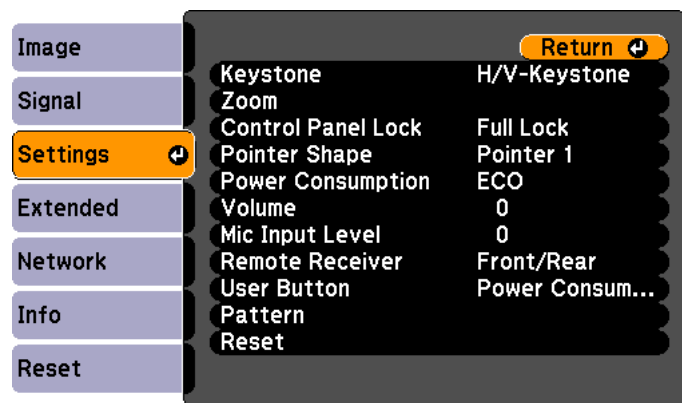 Image
Signal
Settings
Extended
Network
Info
Reset
Return
Keystone H/V-Keystone
Zoom
Control Panel Lock Full Lock
Pointer Shape Pointer 1
Power Consumption ECO
Volume 0
Mic Input Level 0
Remote Receiver Front/Rear
User Button Power Consum...
Pattern
Reset